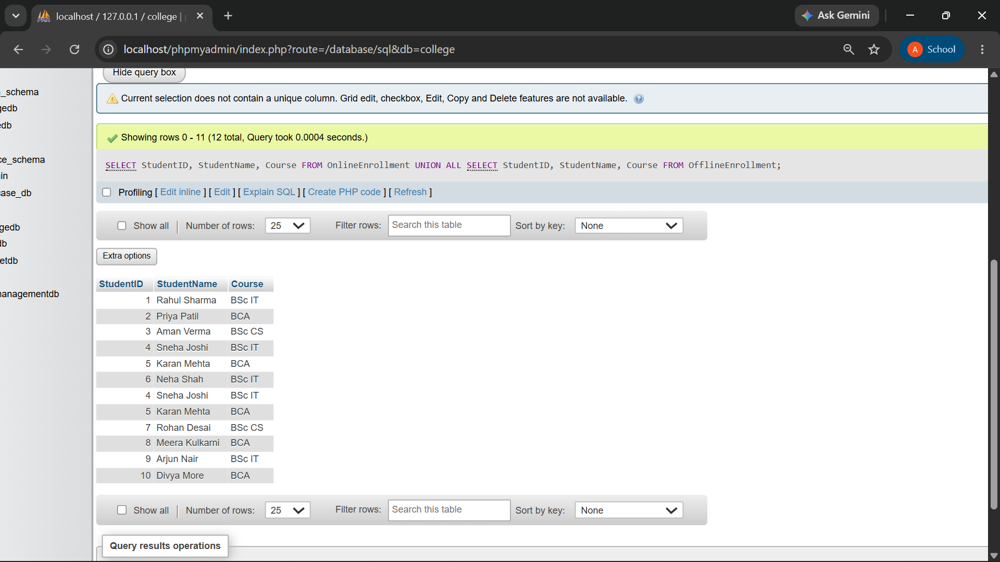 localhost / 127.0.0.1 / college |
Ask Gemini
localhost/phpmyadmin/index.php?route=/database/sql&db=college
A School
Hide query box
_schema
gedb
edb
ce_schema
in
ase_db
gedb
db
etdb
nanagementdb
Current selection does not contain a unique column. Grid edit, checkbox, Edit, Copy and Delete features are not available.
Showing rows 0 - 11 (12 total, Query took 0.0004 seconds.)
SELECT StudentID, StudentName, Course FROM OnlineEnrollment UNION ALL SELECT StudentID, StudentName, Course FROM OfflineEnrollment;
Profiling [ Edit inline ] [ Edit ] [ Explain SQL ] [ Create PHP code ] [ Refresh ]
Show all | Number of rows: 25 Filter rows: Search this table Sort by key: None
Extra options
StudentID StudentName Course
1 Rahul Sharma BSc IT
2 Priya Patil BCA
3 Aman Verma BSc CS
4 Sneha Joshi BSc IT
5 Karan Mehta BCA
6 Neha Shah BSc IT
4 Sneha Joshi BSc IT
5 Karan Mehta BCA
7 Rohan Desai BSc CS
8 Meera Kulkarni BCA
9 Arjun Nair BSc IT
10 Divya More BCA
Show all | Number of rows: 25 Filter rows: Search this table Sort by key: None
Query results operations